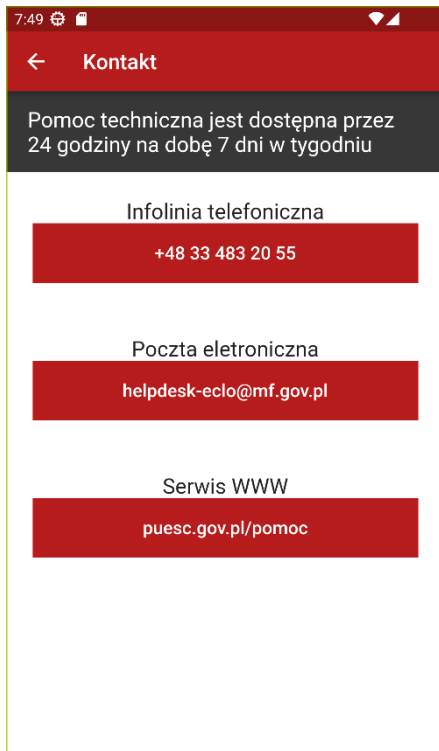 7:49
Kontakt
Pomoc techniczna jest dostępna przez
24 godziny na dobę 7 dni w tygodniu
Infolinia telefoniczna
+48 33 483 20 55
Poczta eletroniczna
helpdesk-eclo@mf.gov.pl
Serwis WWW
puesc.gov.pl/pomoc